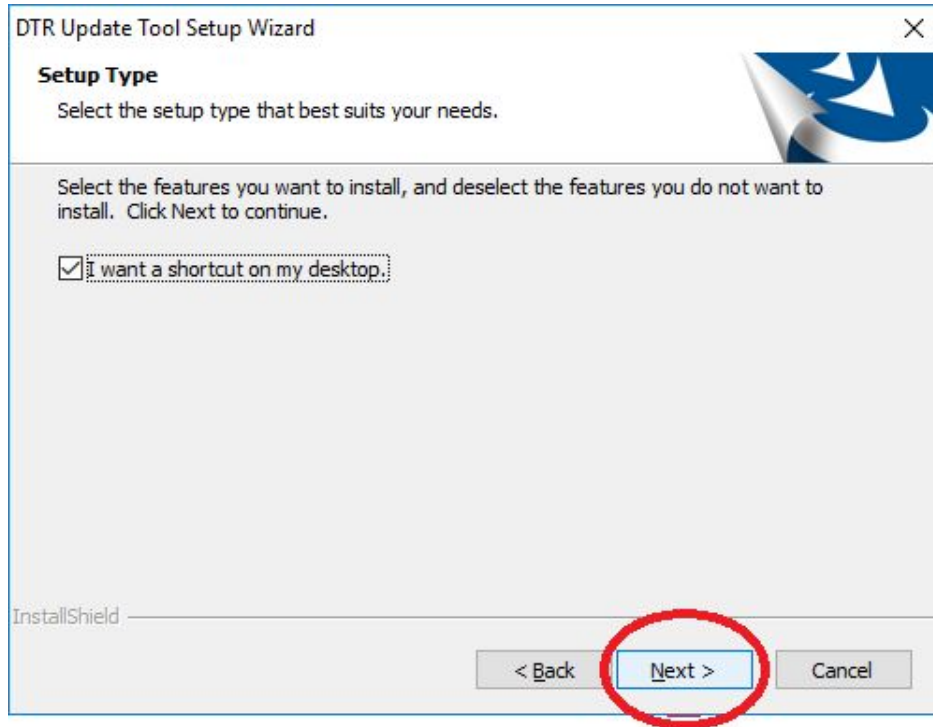 DTR Update Tool Setup Wizard
Setup Type
Select the setup type that best suits your needs.
Select the features you want to install, and deselect the features you do not want to
install.  Click Next to continue.
I want a shortcut on my desktop.
InstallShield
< Back
Next >
Cancel